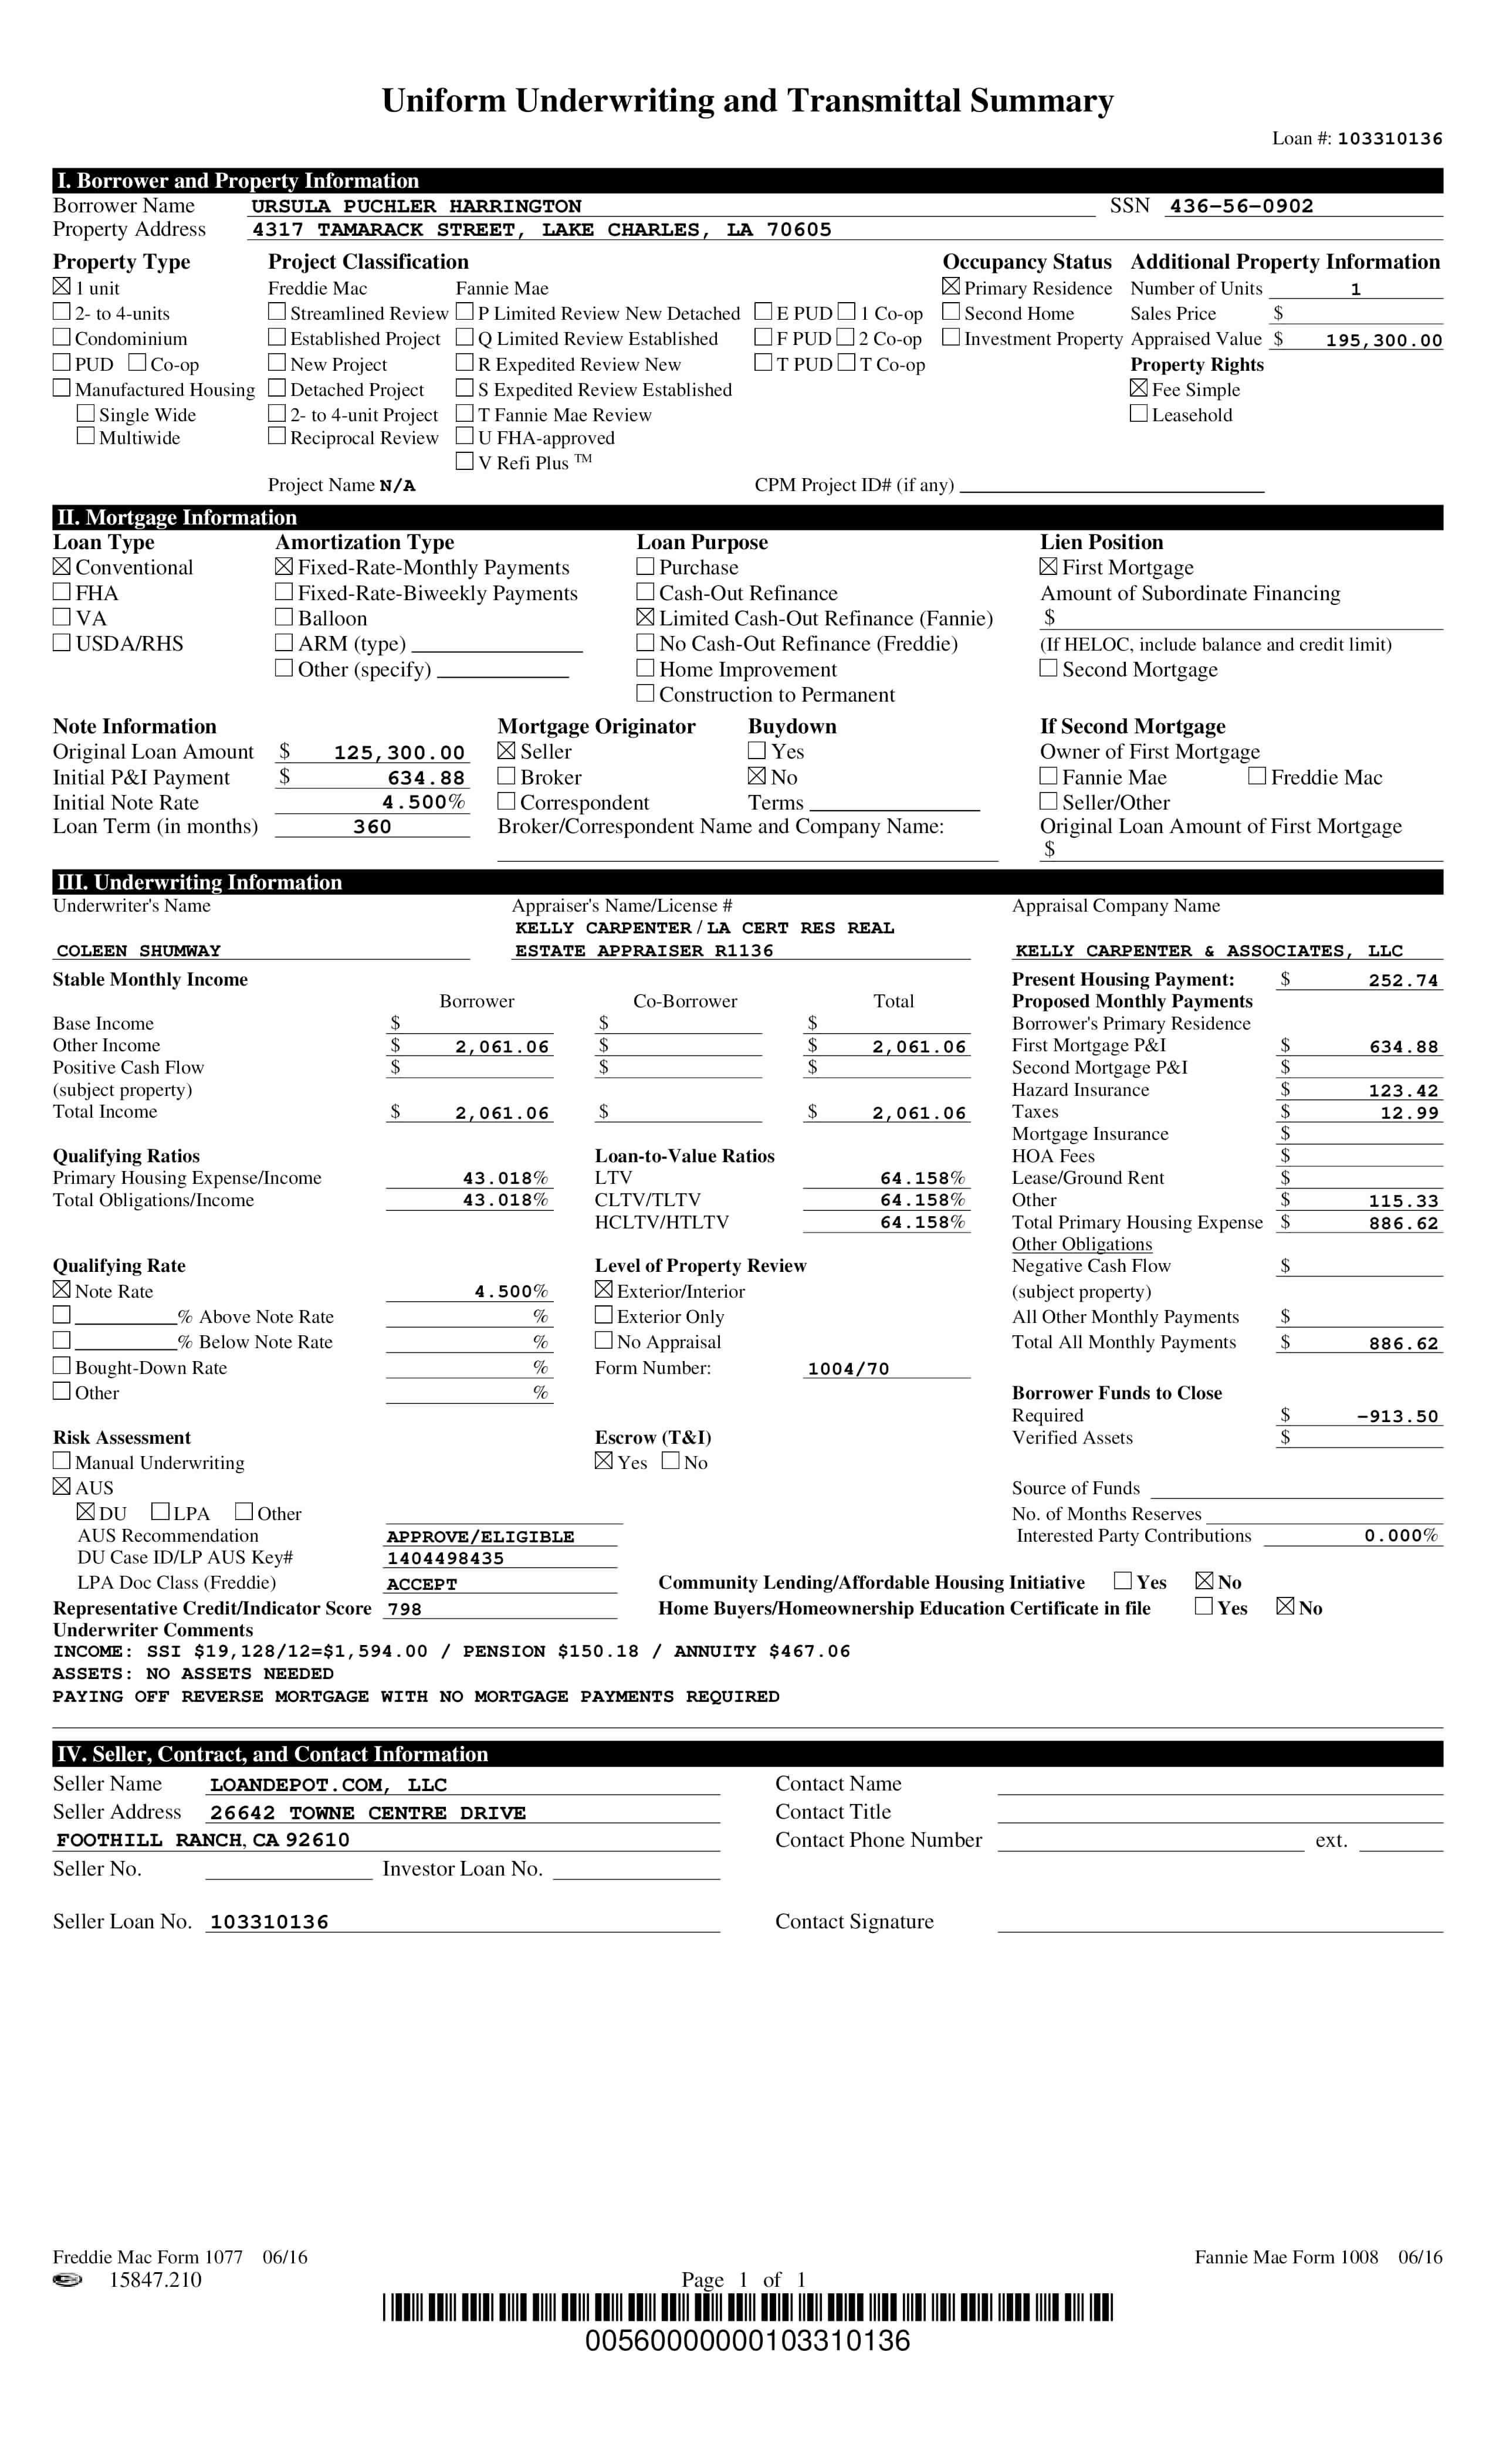 Uniform Underwriting and Transmittal Summary
Loan #: 103310136
I. Borrower and Property Information
Borrower Name URSULA PUCHLER HARRINGTON SSN 436-56-0902
Property Address 4317 TAMARACK STREET, LAKE CHARLES, LA 70605
Property Type Project Classification Occupancy Status Additional Property Information
☒ 1 unit Freddie Mac Fannie Mae ☒ Primary Residence Number of Units 1
☐ 2- to 4-units ☐ Streamlined Review ☐ P Limited Review New Detached ☐ E PUD ☐ 1 Co-op ☐ Second Home Sales Price $
☐ Condominium ☐ Established Project ☐ Q Limited Review Established ☐ F PUD ☐ 2 Co-op ☐ Investment Property Appraised Value $ 195,300.00
☐ PUD ☐ Co-op ☐ New Project ☐ R Expedited Review New ☐ T PUD ☐ T Co-op Property Rights
☐ Manufactured Housing ☐ Detached Project ☐ S Expedited Review Established ☒ Fee Simple
☐ Single Wide ☐ 2- to 4-unit Project ☐ T Fannie Mae Review ☐ Leasehold
☐ Multiwide ☐ Reciprocal Review ☐ U FHA-approved
☐ V Refi Plus ™
Project Name N/A CPM Project ID# (if any)
II. Mortgage Information
Loan Type Amortization Type Loan Purpose Lien Position
☒ Conventional ☒ Fixed-Rate-Monthly Payments ☐ Purchase ☒ First Mortgage
☐ FHA ☐ Fixed-Rate-Biweekly Payments ☐ Cash-Out Refinance Amount of Subordinate Financing
☐ VA ☐ Balloon ☒ Limited Cash-Out Refinance (Fannie) $
☐ USDA/RHS ☐ ARM (type) ☐ No Cash-Out Refinance (Freddie) (If HELOC, include balance and credit limit)
☐ Other (specify) ☐ Home Improvement ☐ Second Mortgage
☐ Construction to Permanent
Note Information Mortgage Originator Buydown If Second Mortgage
Original Loan Amount $ 125,300.00 ☒ Seller ☐ Yes Owner of First Mortgage
Initial P&I Payment $ 634.88 ☐ Broker ☒ No ☐ Fannie Mae ☐ Freddie Mac
Initial Note Rate 4.500% ☐ Correspondent Terms ☐ Seller/Other
Loan Term (in months) 360 Broker/Correspondent Name and Company Name: Original Loan Amount of First Mortgage
$
III. Underwriting Information
Underwriter's Name Appraiser's Name/License # Appraisal Company Name
KELLY CARPENTER / LA CERT RES REAL
COLEEN SHUMWAY ESTATE APPRAISER R1136 KELLY CARPENTER & ASSOCIATES, LLC
Stable Monthly Income Present Housing Payment: $ 252.74
Borrower Co-Borrower Total Proposed Monthly Payments
Base Income $ $ $ Borrower's Primary Residence
Other Income $ 2,061.06 $ $ 2,061.06 First Mortgage P&I $ 634.88
Positive Cash Flow $ $ $ Second Mortgage P&I $
(subject property) Hazard Insurance $ 123.42
Total Income $ 2,061.06 $ $ 2,061.06 Taxes $ 12.99
Mortgage Insurance $
Qualifying Ratios Loan-to-Value Ratios HOA Fees $
Primary Housing Expense/Income 43.018% LTV 64.158% Lease/Ground Rent $
Total Obligations/Income 43.018% CLTV/TLTV 64.158% Other $ 115.33
HCLTV/HTLTV 64.158% Total Primary Housing Expense $ 886.62
Other Obligations
Qualifying Rate Level of Property Review Negative Cash Flow $
☒ Note Rate 4.500% ☒ Exterior/Interior (subject property)
☐ % Above Note Rate % ☐ Exterior Only All Other Monthly Payments $
☐ % Below Note Rate % ☐ No Appraisal Total All Monthly Payments $ 886.62
☐ Bought-Down Rate % Form Number: 1004/70
☐ Other % Borrower Funds to Close
Required $ -913.50
Risk Assessment Escrow (T&I) Verified Assets $
☐ Manual Underwriting ☒ Yes ☐ No
☒ AUS Source of Funds
☒ DU ☐ LPA ☐ Other No. of Months Reserves
AUS Recommendation APPROVE/ELIGIBLE Interested Party Contributions 0.000%
DU Case ID/LP AUS Key# 1404498435
LPA Doc Class (Freddie) ACCEPT Community Lending/Affordable Housing Initiative ☐ Yes ☒ No
Representative Credit/Indicator Score 798 Home Buyers/Homeownership Education Certificate in file ☐ Yes ☒ No
Underwriter Comments
INCOME: SSI $19,128/12=$1,594.00 / PENSION $150.18 / ANNUITY $467.06
ASSETS: NO ASSETS NEEDED
PAYING OFF REVERSE MORTGAGE WITH NO MORTGAGE PAYMENTS REQUIRED
IV. Seller, Contract, and Contact Information
Seller Name LOANDEPOT.COM, LLC Contact Name
Seller Address 26642 TOWNE CENTRE DRIVE Contact Title
FOOTHILL RANCH, CA 92610 Contact Phone Number ext.
Seller No. Investor Loan No.
Seller Loan No. 103310136 Contact Signature
Freddie Mac Form 1077 06/16 Fannie Mae Form 1008 06/16
15847.210 Page 1 of 1
00560000000103310136